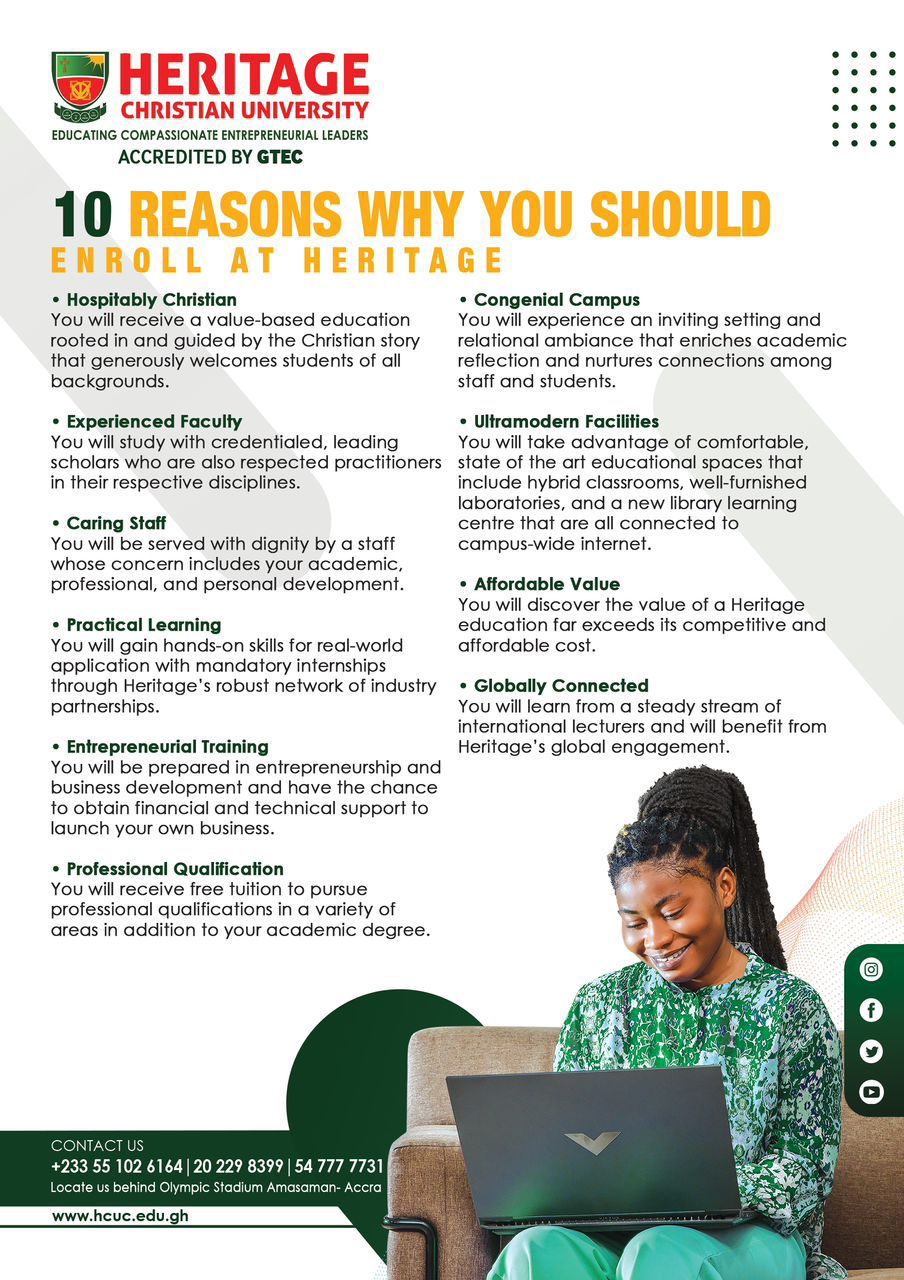 HERITAGE
CHRISTIAN UNIVERSITY
EDUCATING COMPASSIONATE ENTREPRENEURIAL LEADERS
ACCREDITED BY GTEC
10 REASONS WHY YOU SHOULD
ENROLL AT HERITAGE
• Hospitably Christian
You will receive a value-based education
rooted in and guided by the Christian story
that generously welcomes students of all
backgrounds.
• Experienced Faculty
You will study with credentialed, leading
scholars who are also respected practitioners
in their respective disciplines.
• Caring Staff
You will be served with dignity by a staff
whose concern includes your academic,
professional, and personal development.
• Practical Learning
You will gain hands-on skills for real-world
application with mandatory internships
through Heritage's robust network of industry
partnerships.
• Entrepreneurial Training
You will be prepared in entrepreneurship and
business development and have the chance
to obtain financial and technical support to
launch your own business.
• Professional Qualification
You will receive free tuition to pursue
professional qualifications in a variety of
areas in addition to your academic degree.
• Congenial Campus
You will experience an inviting setting and
relational ambiance that enriches academic
reflection and nurtures connections among
staff and students.
• Ultramodern Facilities
You will take advantage of comfortable,
state of the art educational spaces that
include hybrid classrooms, well-furnished
laboratories, and a new library learning
centre that are all connected to
campus-wide internet.
• Affordable Value
You will discover the value of a Heritage
education far exceeds its competitive and
affordable cost.
• Globally Connected
You will learn from a steady stream of
international lecturers and will benefit from
Heritage's global engagement.
CONTACT US
+233 55 102 6164|20 229 8399|54 777 7731
Locate us behind Olympic Stadium Amasaman- Accra
www.hcuc.edu.gh